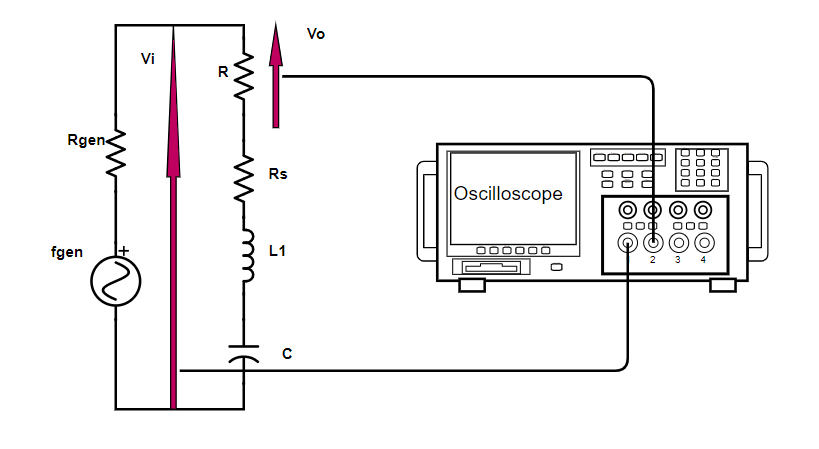 Vo
Vi
R
Rgen
Rs
Oscilloscope
fgen
+
L1
2 3 4
C